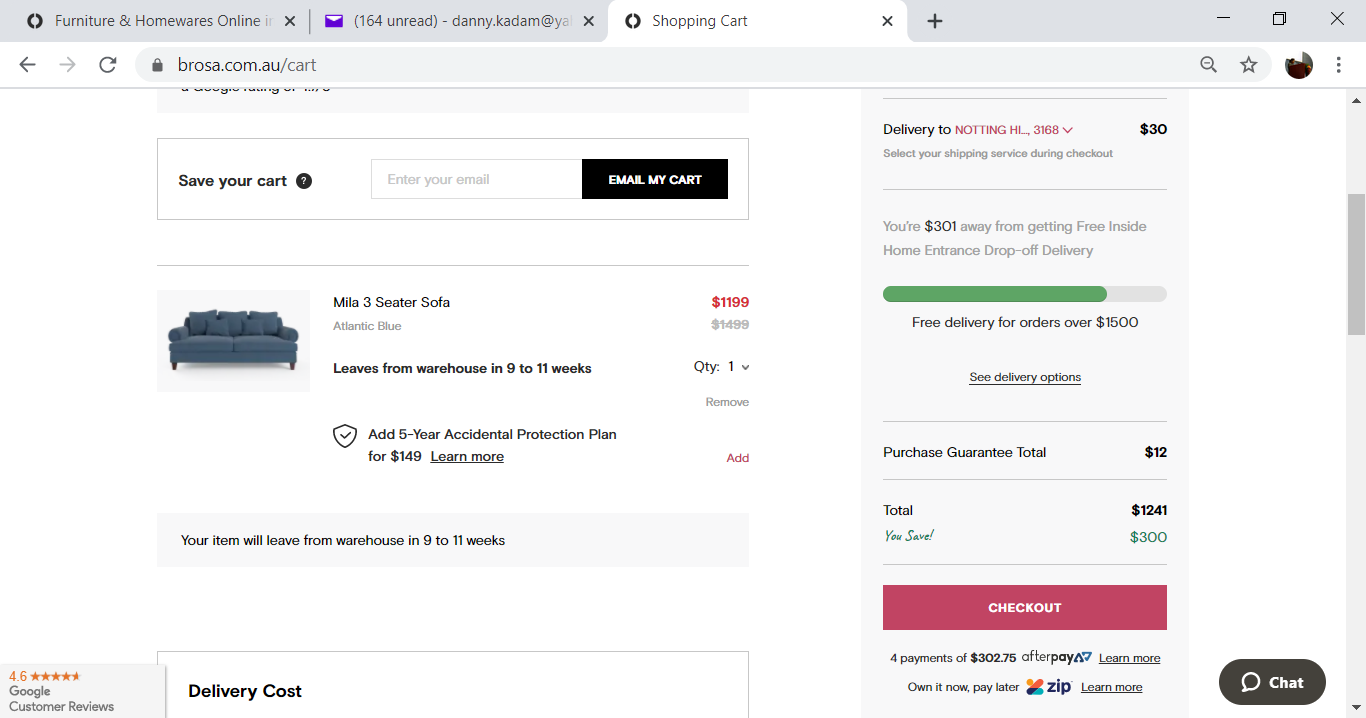 Furniture & Homewares Online in
(164 unread) - danny.kadam@ya
Shopping Cart
brosa.com.au/cart
Save your cart ?
Enter your email
EMAIL MY CART
Mila 3 Seater Sofa $1199
Atlantic Blue $1499
Leaves from warehouse in 9 to 11 weeks Qty: 1
Remove
Add 5-Year Accidental Protection Plan
for $149 Learn more Add
Your item will leave from warehouse in 9 to 11 weeks
Delivery Cost
4.6
Google
Customer Reviews
Delivery to NOTTING HI..., 3168 $30
Select your shipping service during checkout
You're $301 away from getting Free Inside
Home Entrance Drop-off Delivery
Free delivery for orders over $1500
See delivery options
Purchase Guarantee Total $12
Total $1241
You Save! $300
CHECKOUT
4 payments of $302.75 afterpay Learn more
Own it now, pay later zip Learn more
Chat